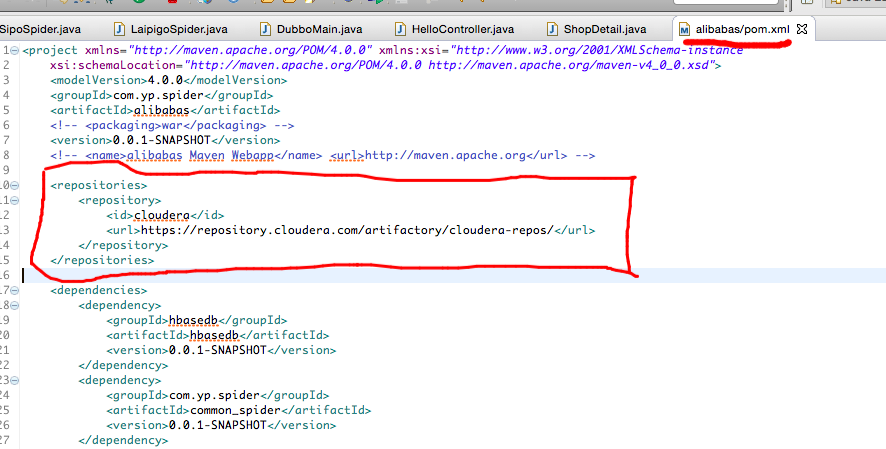 SipoSpider.java LaipigoSpider.java DubboMain.java HelloController.java ShopDetail.java alibabas/pom.xml
1 <project xmlns="http://maven.apache.org/POM/4.0.0" xmlns:xsi="http://www.w3.org/2001/XMLSchema-instance"
2 xsi:schemaLocation="http://maven.apache.org/POM/4.0.0 http://maven.apache.org/maven-v4_0_0.xsd">
3 <modelVersion>4.0.0</modelVersion>
4 <groupId>com.yp.spider</groupId>
5 <artifactId>alibabas</artifactId>
6 <!-- <packaging>war</packaging> -->
7 <version>0.0.1-SNAPSHOT</version>
8 <!-- <name>alibabas Maven Webapp</name> <url>http://maven.apache.org</url> -->
9
10 <repositories>
11 <repository>
12 <id>cloudera</id>
13 <url>https://repository.cloudera.com/artifactory/cloudera-repos/</url>
14 </repository>
15 </repositories>
16
17 <dependencies>
18 <dependency>
19 <groupId>hbasedb</groupId>
20 <artifactId>hbasedb</artifactId>
21 <version>0.0.1-SNAPSHOT</version>
22 </dependency>
23 <dependency>
24 <groupId>com.yp.spider</groupId>
25 <artifactId>common_spider</artifactId>
26 <version>0.0.1-SNAPSHOT</version>
27 </dependency>